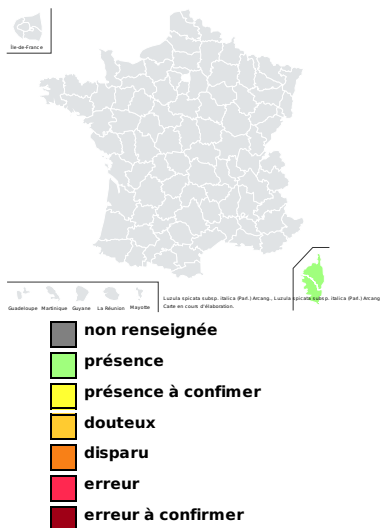 Île-de-France
Guadeloupe Martinique Guyane La Réunion Mayotte
Luzula spicata subsp. italica (Parl.) Arcang., Luzula spicata subsp. italica (Parl.) Arcang
Carte en cours d'élaboration.
non renseignée
présence
présence à confimer
douteux
disparu
erreur
erreur à confirmer